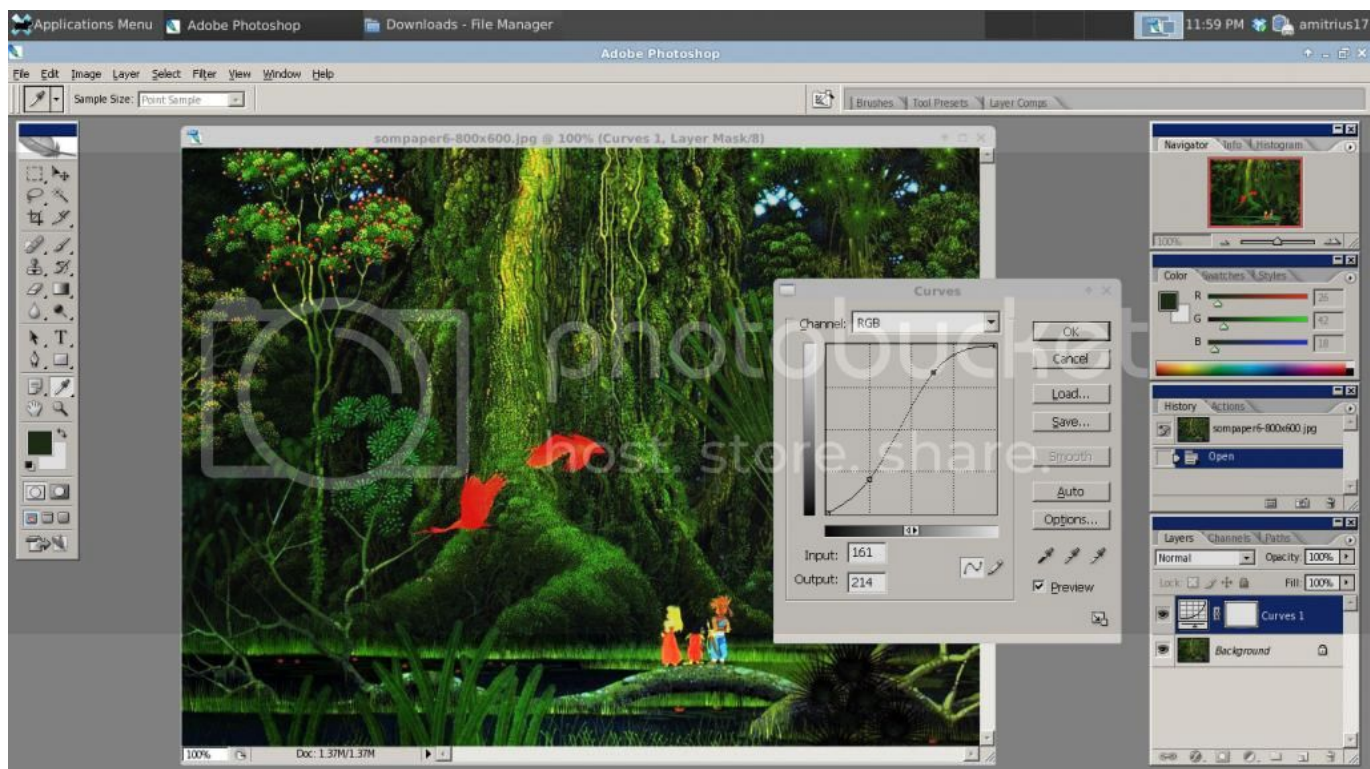 Applications Menu Adobe Photoshop Downloads - File Manager 11:59 PM amitrius17
Adobe Photoshop
File Edit Image Layer Select Filter View Window Help
Sample Size: Point Sample Brushes Tool Presets Layer Comps
sompaper6-800x600.jpg @ 100% (Curves 1, Layer Mask/8)
Navigator Info Histogram
100%
Color Swatches Styles
R 26
G 42
B 18
Curves
Channel: RGB
OK
Cancel
Load...
Save...
Smooth
Auto
Options...
Input: 161
Output: 214
Preview
photobucket
host. store. share.
History Actions
sompaper6-800x600.jpg
Open
Layers Channels Paths
Normal Opacity: 100%
Lock: Fill: 100%
Curves 1
Background
100% Doc: 1.37M/1.37M